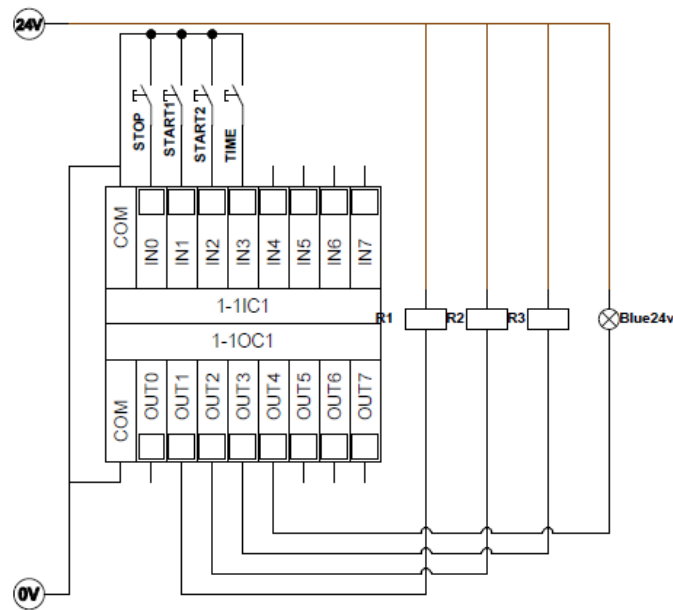 24V
STOP
START1
START2
TIME
COM
IN0
IN1
IN2
IN3
IN4
IN5
IN6
IN7
1-1IC1
1-1OC1
R1
R2
R3
Blue24v
COM
OUT0
OUT1
OUT2
OUT3
OUT4
OUT5
OUT6
OUT7
0V